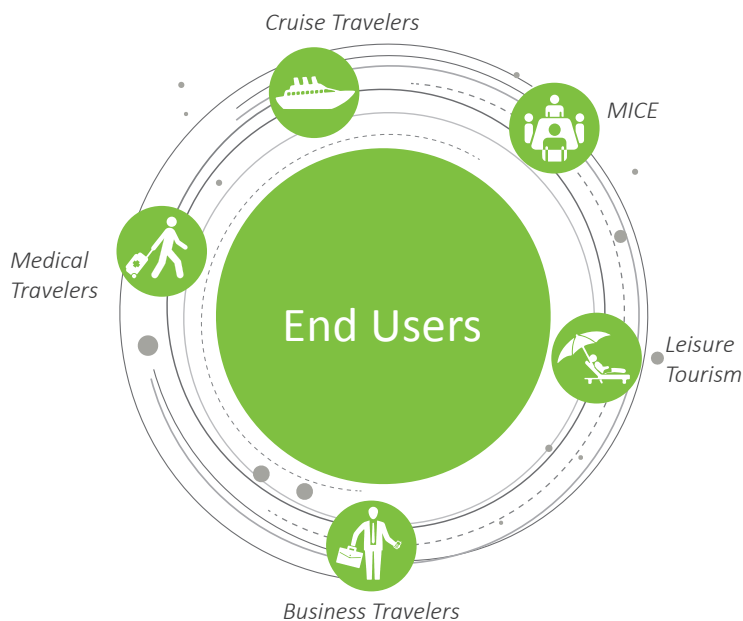 Cruise Travelers
MICE
Medical
Travelers
End Users
Leisure
Tourism
Business Travelers